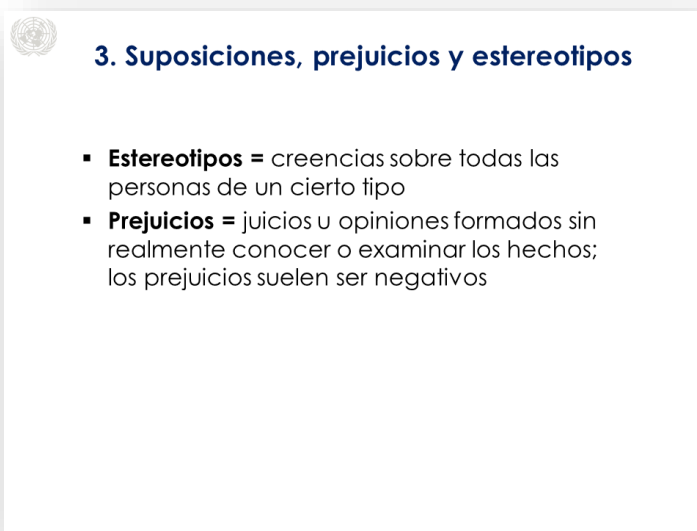 3. Suposiciones, prejuicios y estereotipos
▪ Estereotipos = creencias sobre todas las
personas de un cierto tipo
▪ Prejuicios = juicios u opiniones formados sin
realmente conocer o examinar los hechos;
los prejuicios suelen ser negativos